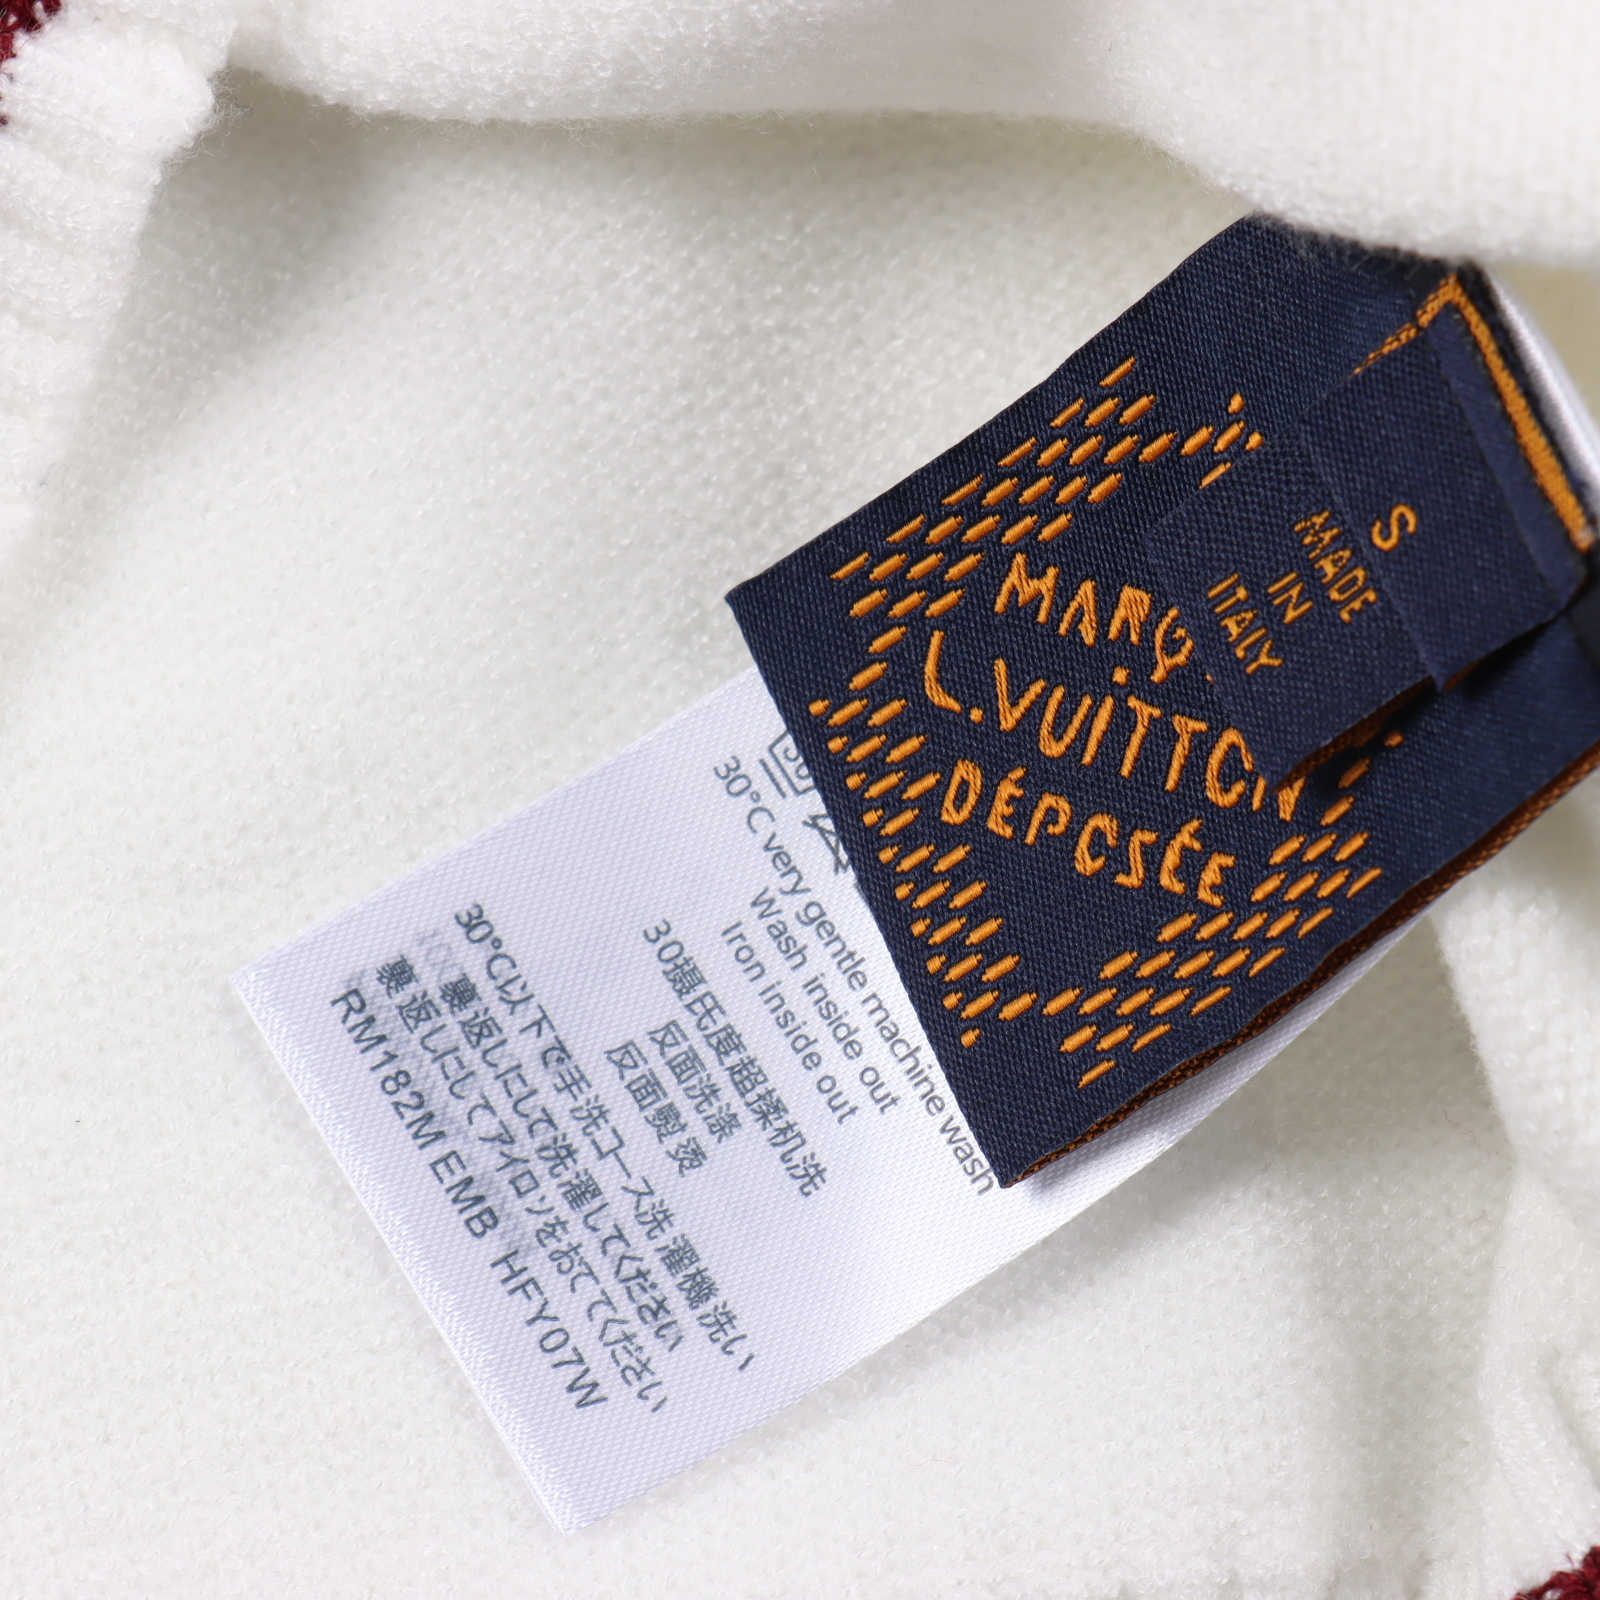 S
MADE
IN
ITALY
MARQ
L.VUITTON
DÉPOSÉE
30
30°C very gentle machine wash
Wash inside out
Iron inside out
30摄氏度超揉机洗
反面洗涤
反面熨烫
30°C以下で手洗コース洗濯機洗い
裏返しにして洗濯してください
裏返しにしてアイロンをおててください
RM182M EMB HFY07W